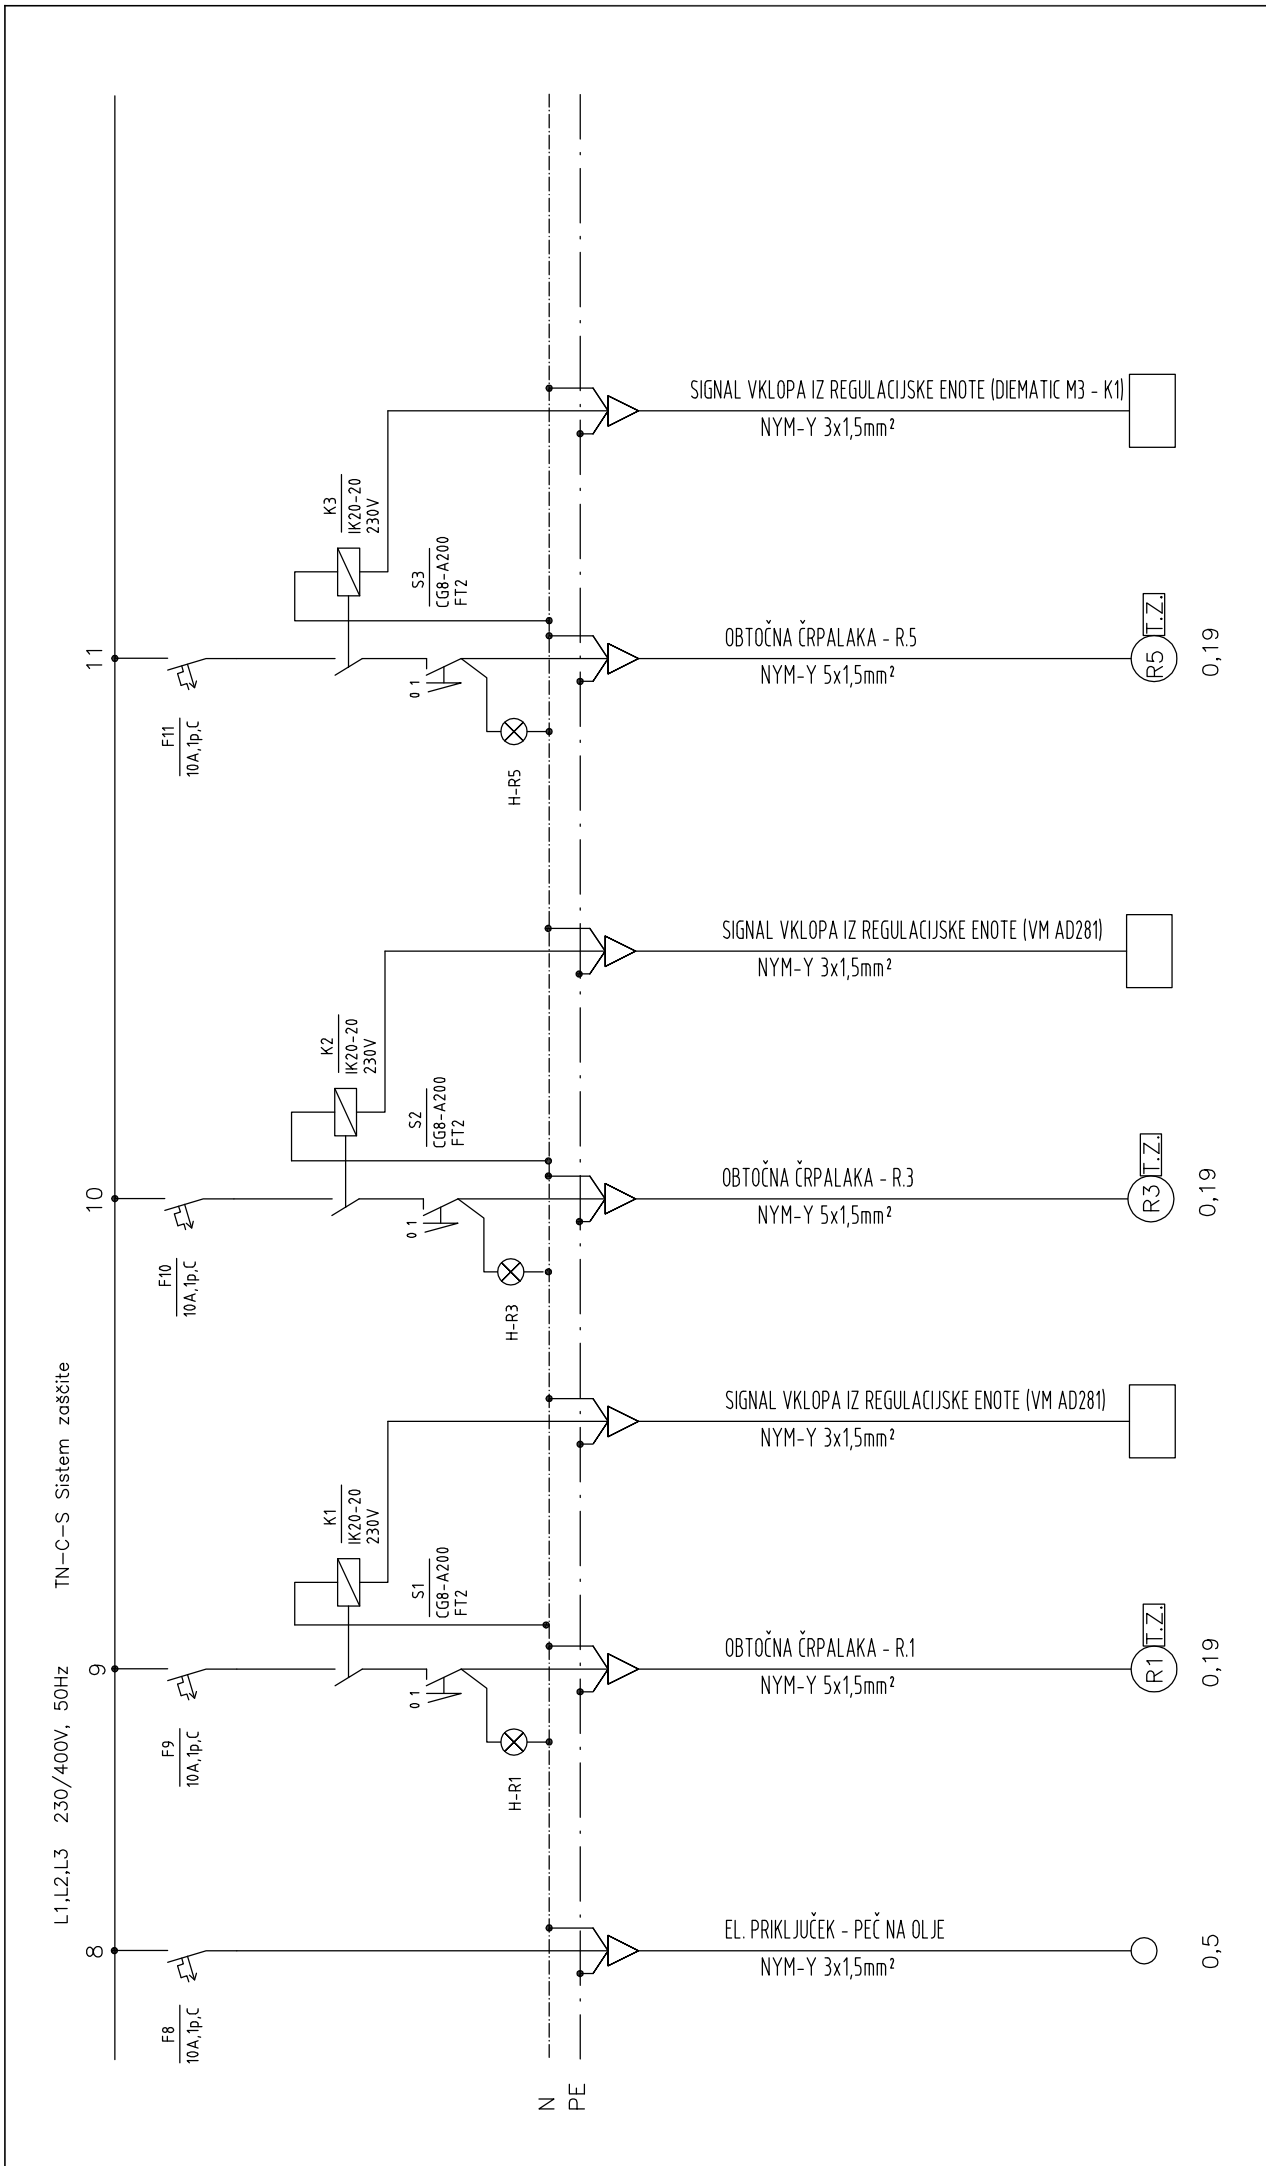 L1,L2,L3 230/400V, 50Hz TN-C-S Sistem zaščite
8
9
10
11
F8
10A,1p,C
F9
10A,1p,C
F10
10A,1p,C
F11
10A,1p,C
K1
IK20-20
230V
K2
IK20-20
230V
K3
IK20-20
230V
S1
CG8-A200
FT2
S2
CG8-A200
FT2
S3
CG8-A200
FT2
0 1
0 1
0 1
H-R1
H-R3
H-R5
N
PE
EL. PRIKLJUČEK - PEČ NA OLJE
NYM-Y 3x1,5mm²
OBTOČNA ČRPALAKA - R.1
NYM-Y 5x1,5mm²
SIGNAL VKLOPA IZ REGULACIJSKE ENOTE (VM AD281)
NYM-Y 3x1,5mm²
OBTOČNA ČRPALAKA - R.3
NYM-Y 5x1,5mm²
SIGNAL VKLOPA IZ REGULACIJSKE ENOTE (VM AD281)
NYM-Y 3x1,5mm²
OBTOČNA ČRPALAKA - R.5
NYM-Y 5x1,5mm²
SIGNAL VKLOPA IZ REGULACIJSKE ENOTE (DIEMATIC M3 - K1)
NYM-Y 3x1,5mm²
R1 T.Z.
R3 T.Z.
R5 T.Z.
0,5
0,19
0,19
0,19